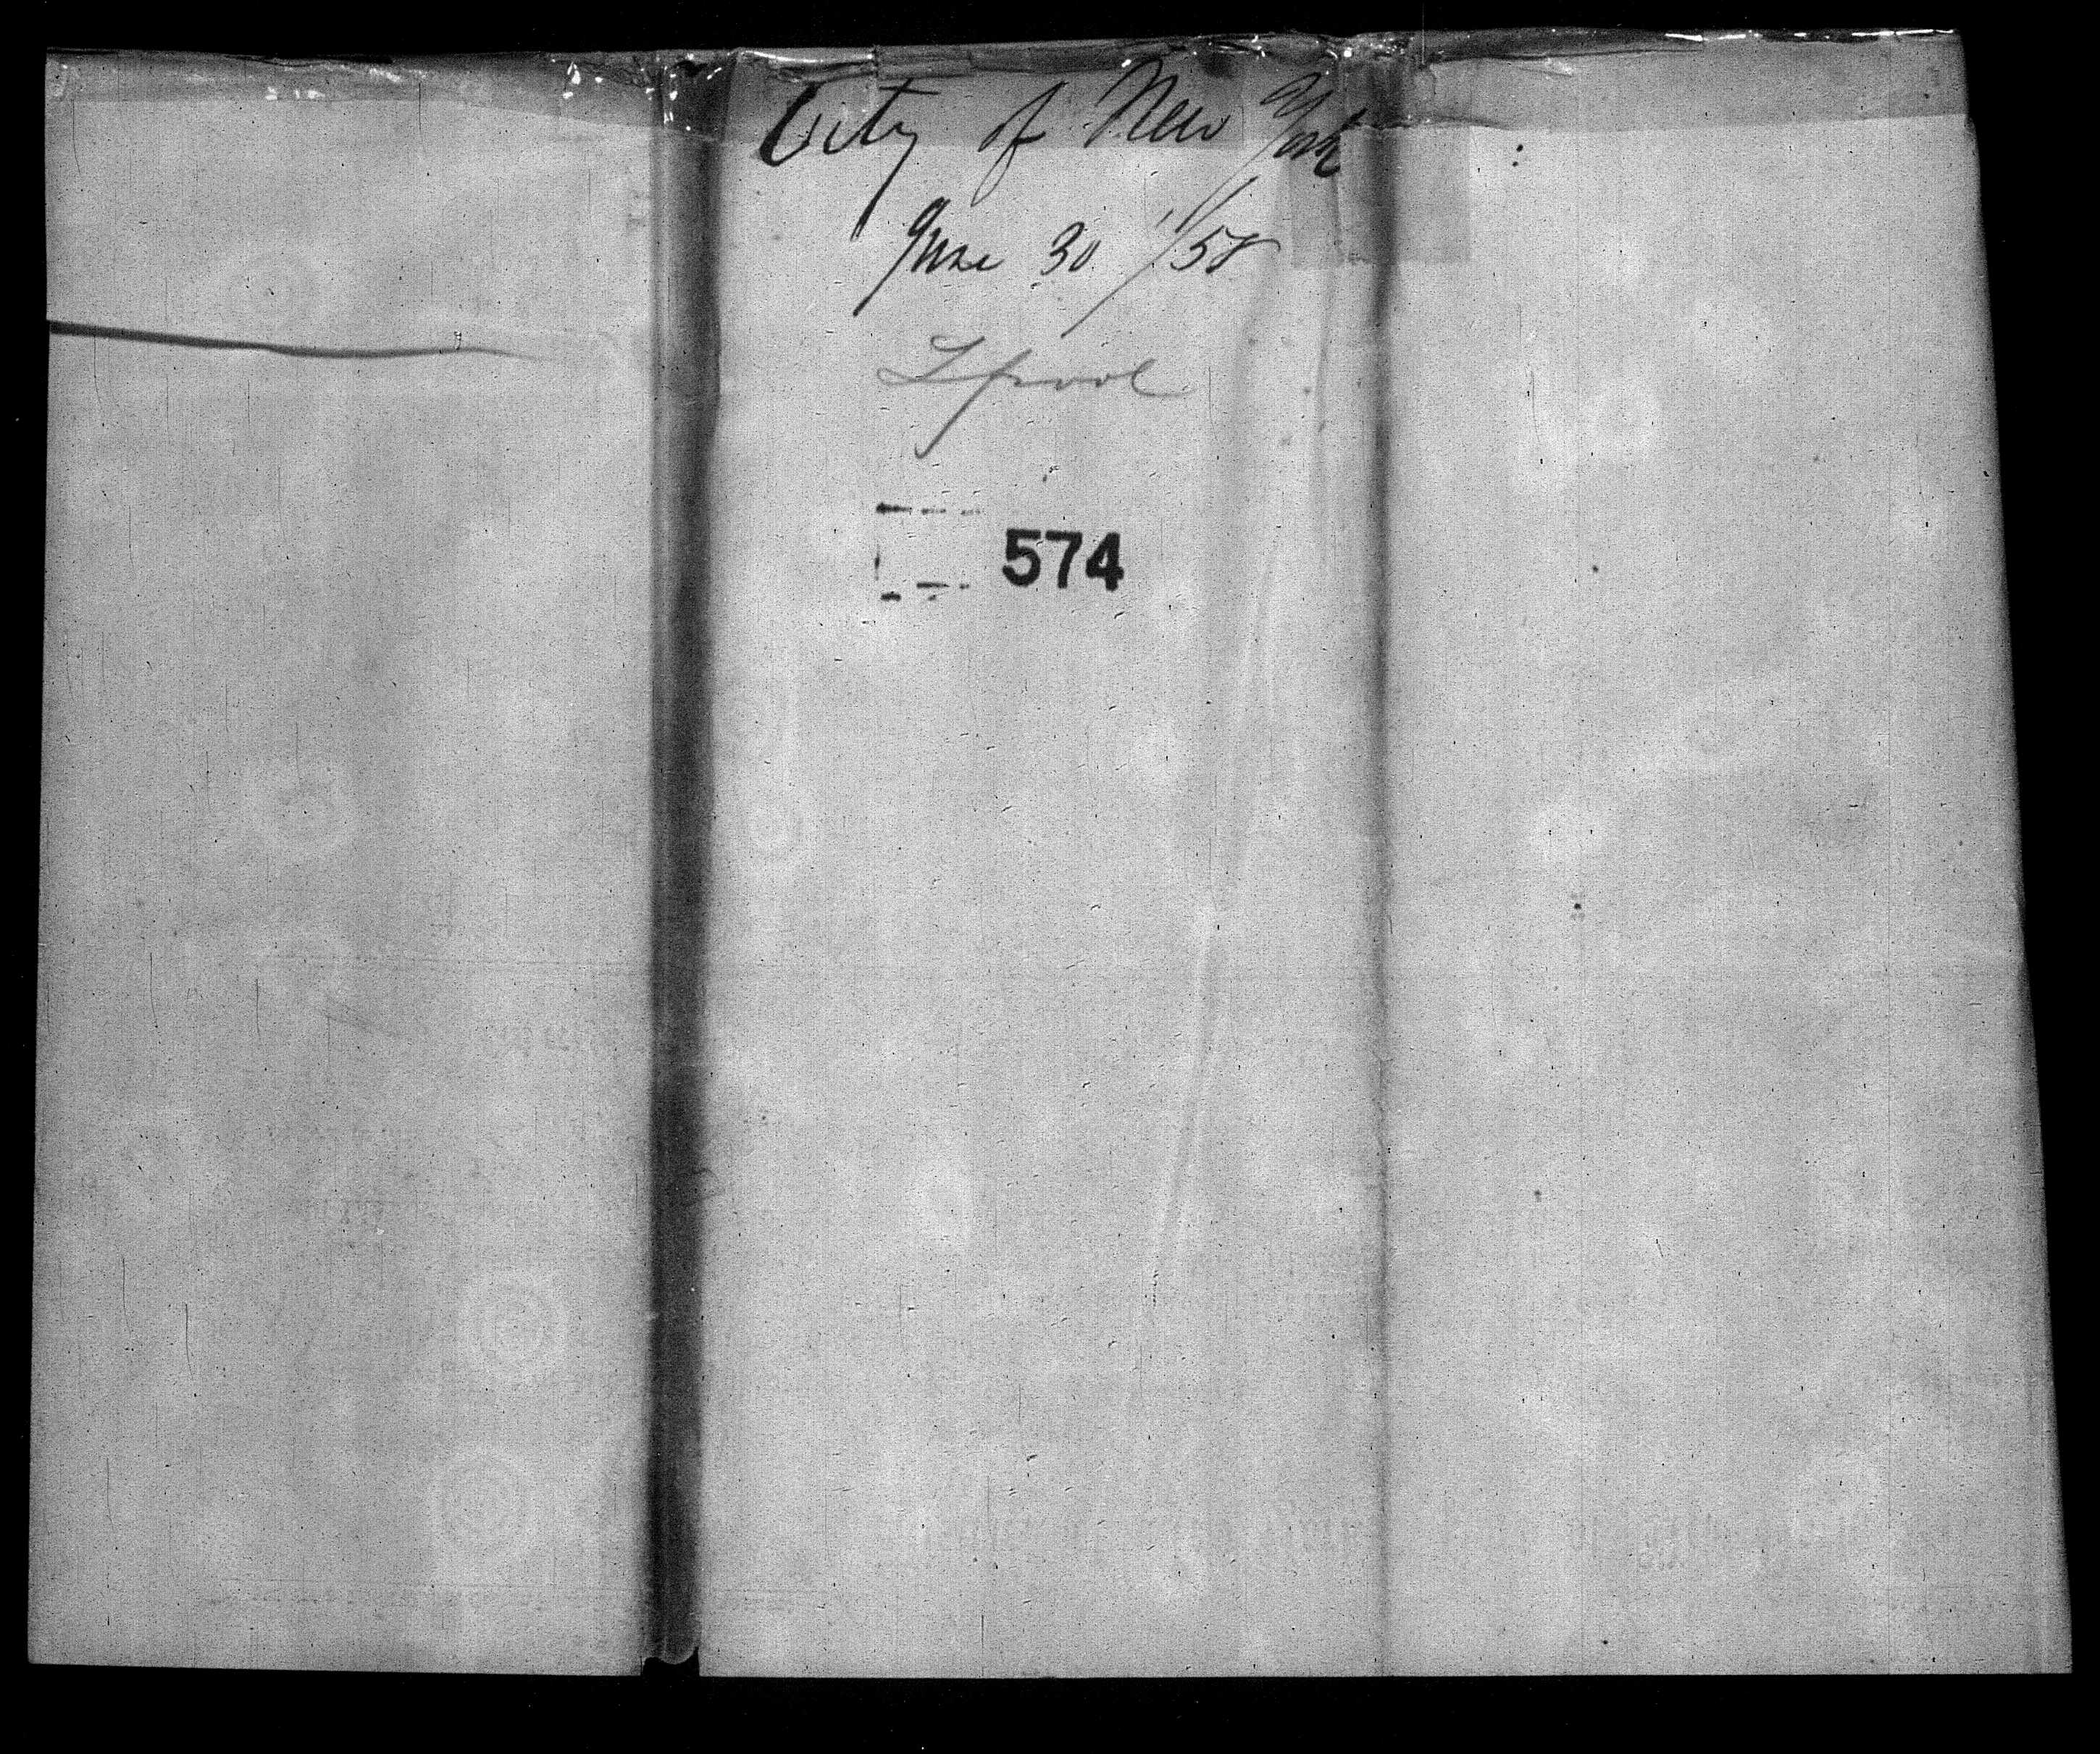 City of New York
June 30 /58
Lpool
574